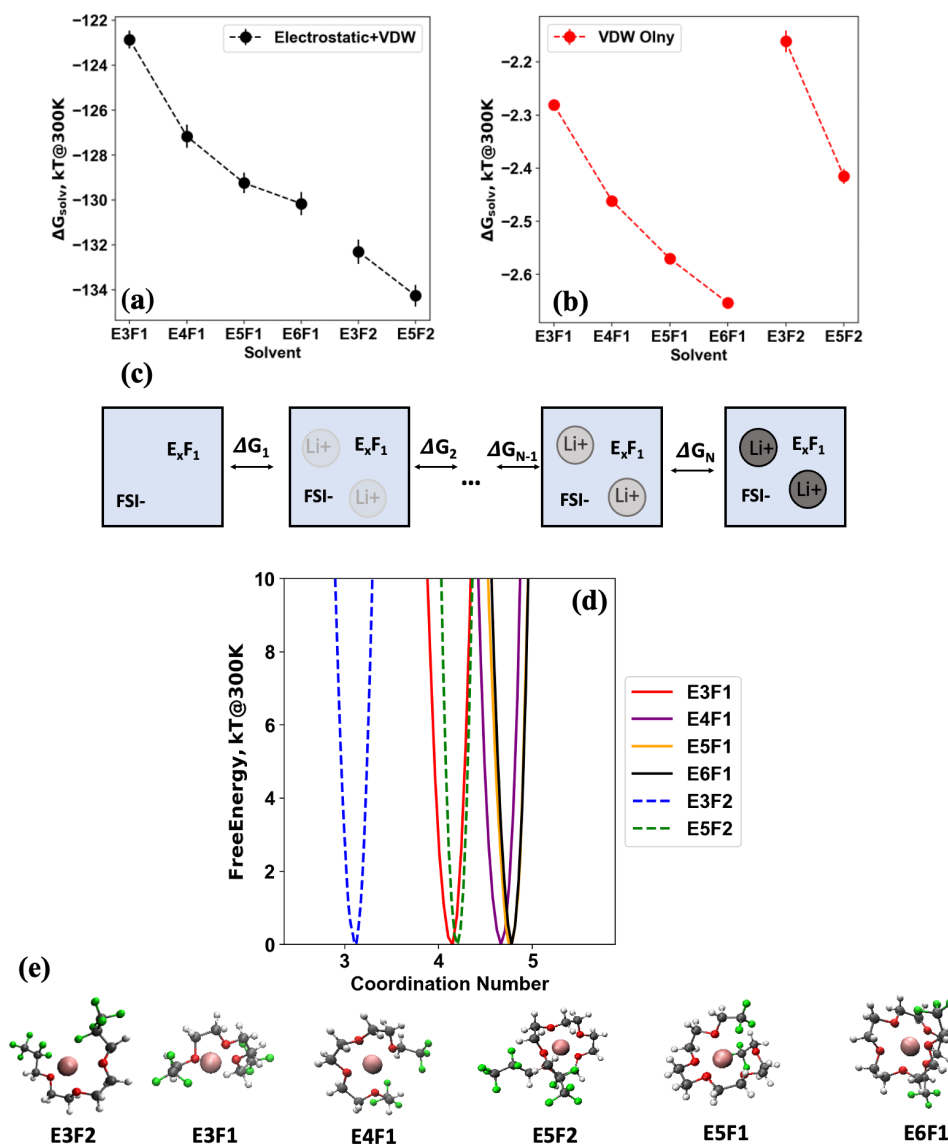 −122
−123
−124
−126
−128
−130
−132
−134
ΔG_solv, kT@300K
Electrostatic+VDW
(a)
E3F1 E4F1 E5F1 E6F1 E3F2 E5F2
Solvent
−2.2
−2.3
−2.4
−2.5
−2.6
ΔG_solv, kT@300K
VDW Olny
(b)
E3F1 E4F1 E5F1 E6F1 E3F2 E5F2
Solvent
(c)
ExF1
FSI-
ΔG1
Li+ ExF1
FSI-
Li+
ΔG2
...
ΔGN-1
Li+ ExF1
FSI-
Li+
ΔGN
Li+ ExF1
FSI-
Li+
(d)
10
8
6
4
2
0
FreeEnergy, kT@300K
3 4 5
Coordination Number
E3F1
E4F1
E5F1
E6F1
E3F2
E5F2
(e)
E3F2 E3F1 E4F1 E5F2 E5F1 E6F1